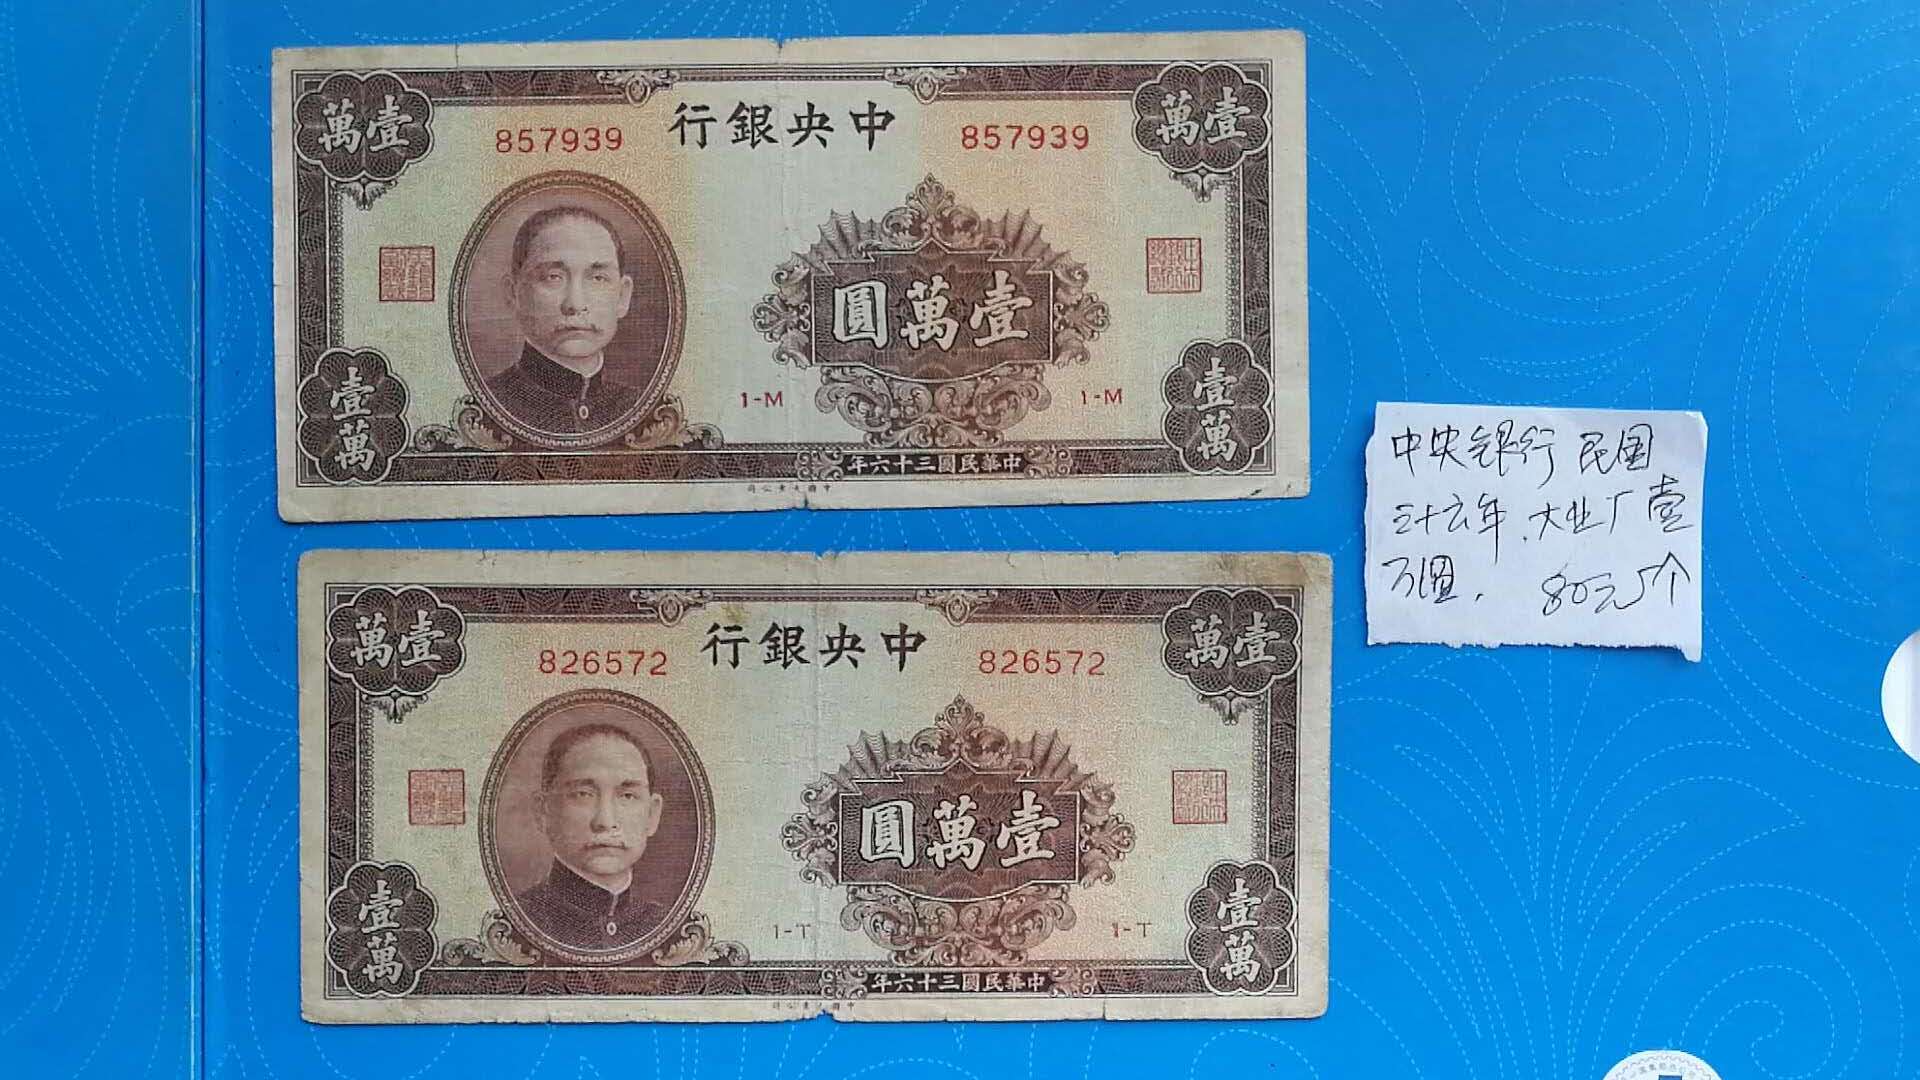 中央銀行
857939
857939
壹萬
壹萬
壹萬圓
1-M
1-M
壹萬
壹萬
中華民國三十六年
中央銀行
826572
826572
壹萬
壹萬
壹萬圓
1-T
1-T
壹萬
壹萬
中華民國三十六年
中央银行 民国
三十六年.大业厂壹
万圆. 80元5个